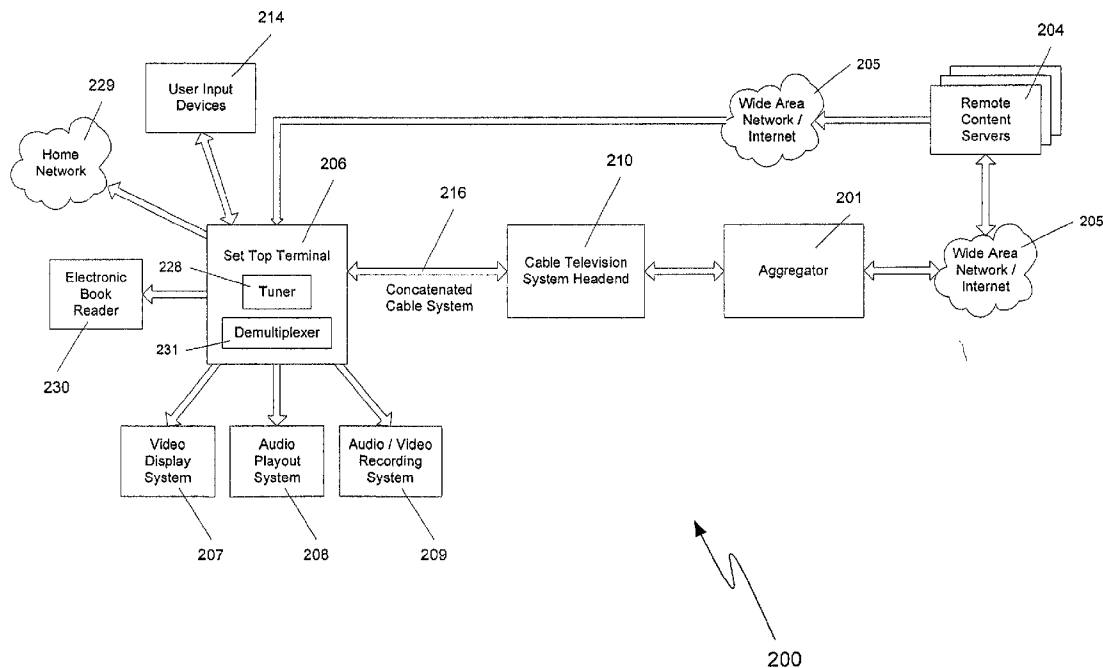 214
229
User Input
Devices
205
204
Wide Area
Network /
Internet
Remote
Content
Servers
Home
Network
206
210
216
201
205
Set Top Terminal
228
Tuner
Concatenated
Cable System
Cable Television
System Headend
Aggregator
Wide Area
Network /
Internet
Electronic
Book
Reader
Demultiplexer
231
230
Video
Display
System
Audio
Playout
System
Audio / Video
Recording
System
207
208
209
200